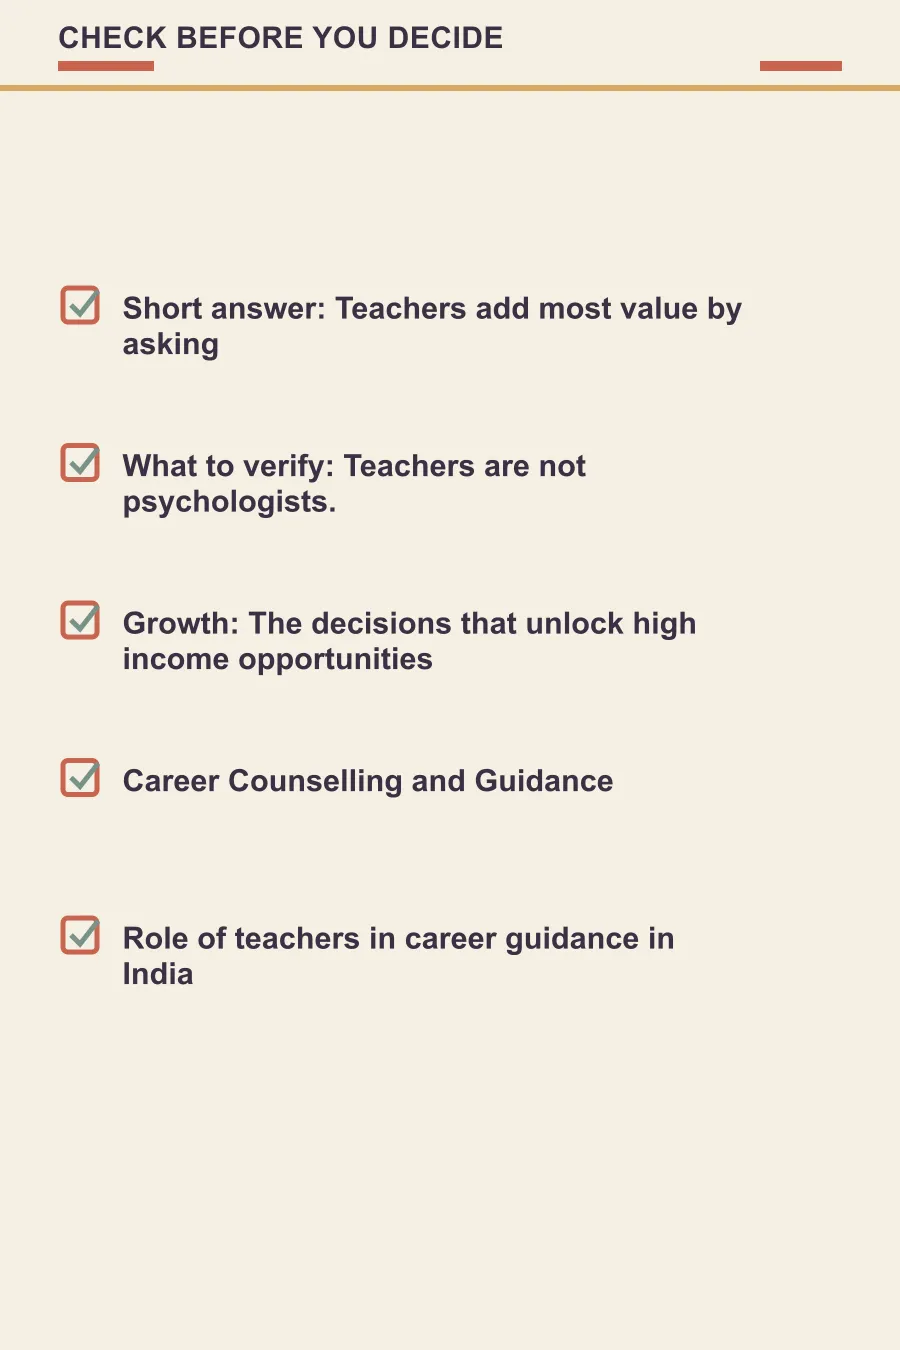 CHECK BEFORE YOU DECIDE
Short answer: Teachers add most value by
asking
What to verify: Teachers are not
psychologists.
Growth: The decisions that unlock high
income opportunities
Career Counselling and Guidance
Role of teachers in career guidance in
India